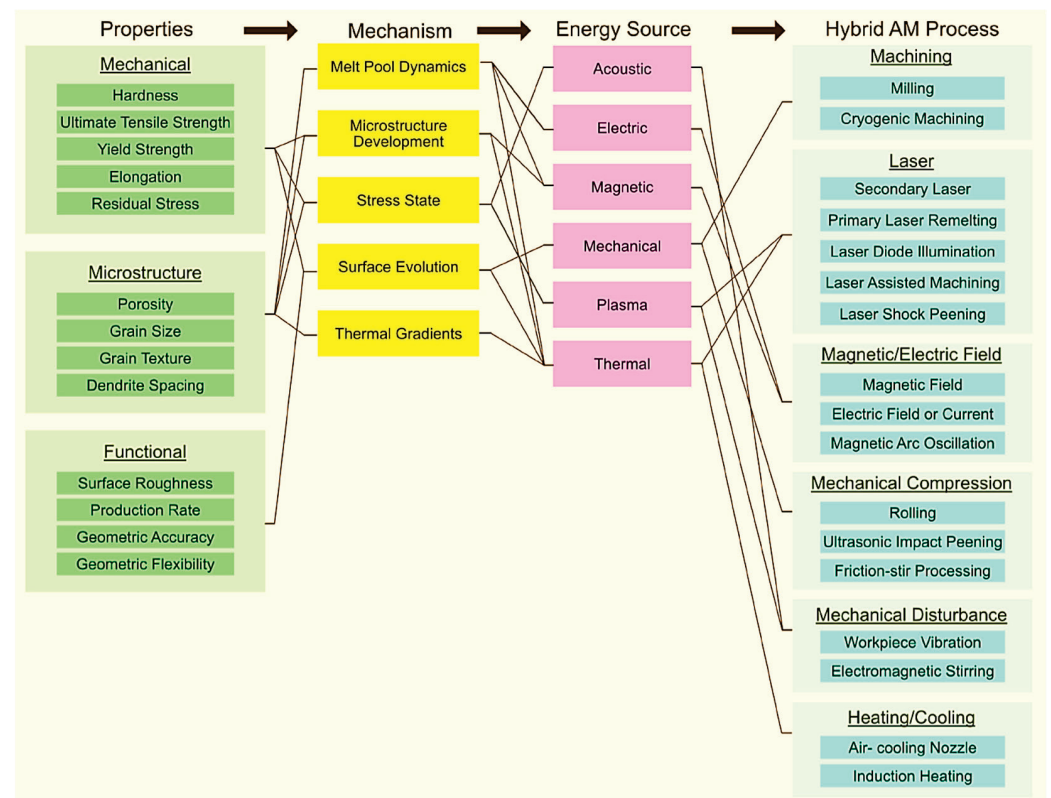 Properties
Mechanism
Energy Source
Hybrid AM Process
Mechanical
Hardness
Ultimate Tensile Strength
Yield Strength
Elongation
Residual Stress
Microstructure
Porosity
Grain Size
Grain Texture
Dendrite Spacing
Functional
Surface Roughness
Production Rate
Geometric Accuracy
Geometric Flexibility
Melt Pool Dynamics
Microstructure
Development
Stress State
Surface Evolution
Thermal Gradients
Acoustic
Electric
Magnetic
Mechanical
Plasma
Thermal
Machining
Milling
Cryogenic Machining
Laser
Secondary Laser
Primary Laser Remelting
Laser Diode Illumination
Laser Assisted Machining
Laser Shock Peening
Magnetic/Electric Field
Magnetic Field
Electric Field or Current
Magnetic Arc Oscillation
Mechanical Compression
Rolling
Ultrasonic Impact Peening
Friction-stir Processing
Mechanical Disturbance
Workpiece Vibration
Electromagnetic Stirring
Heating/Cooling
Air- cooling Nozzle
Induction Heating